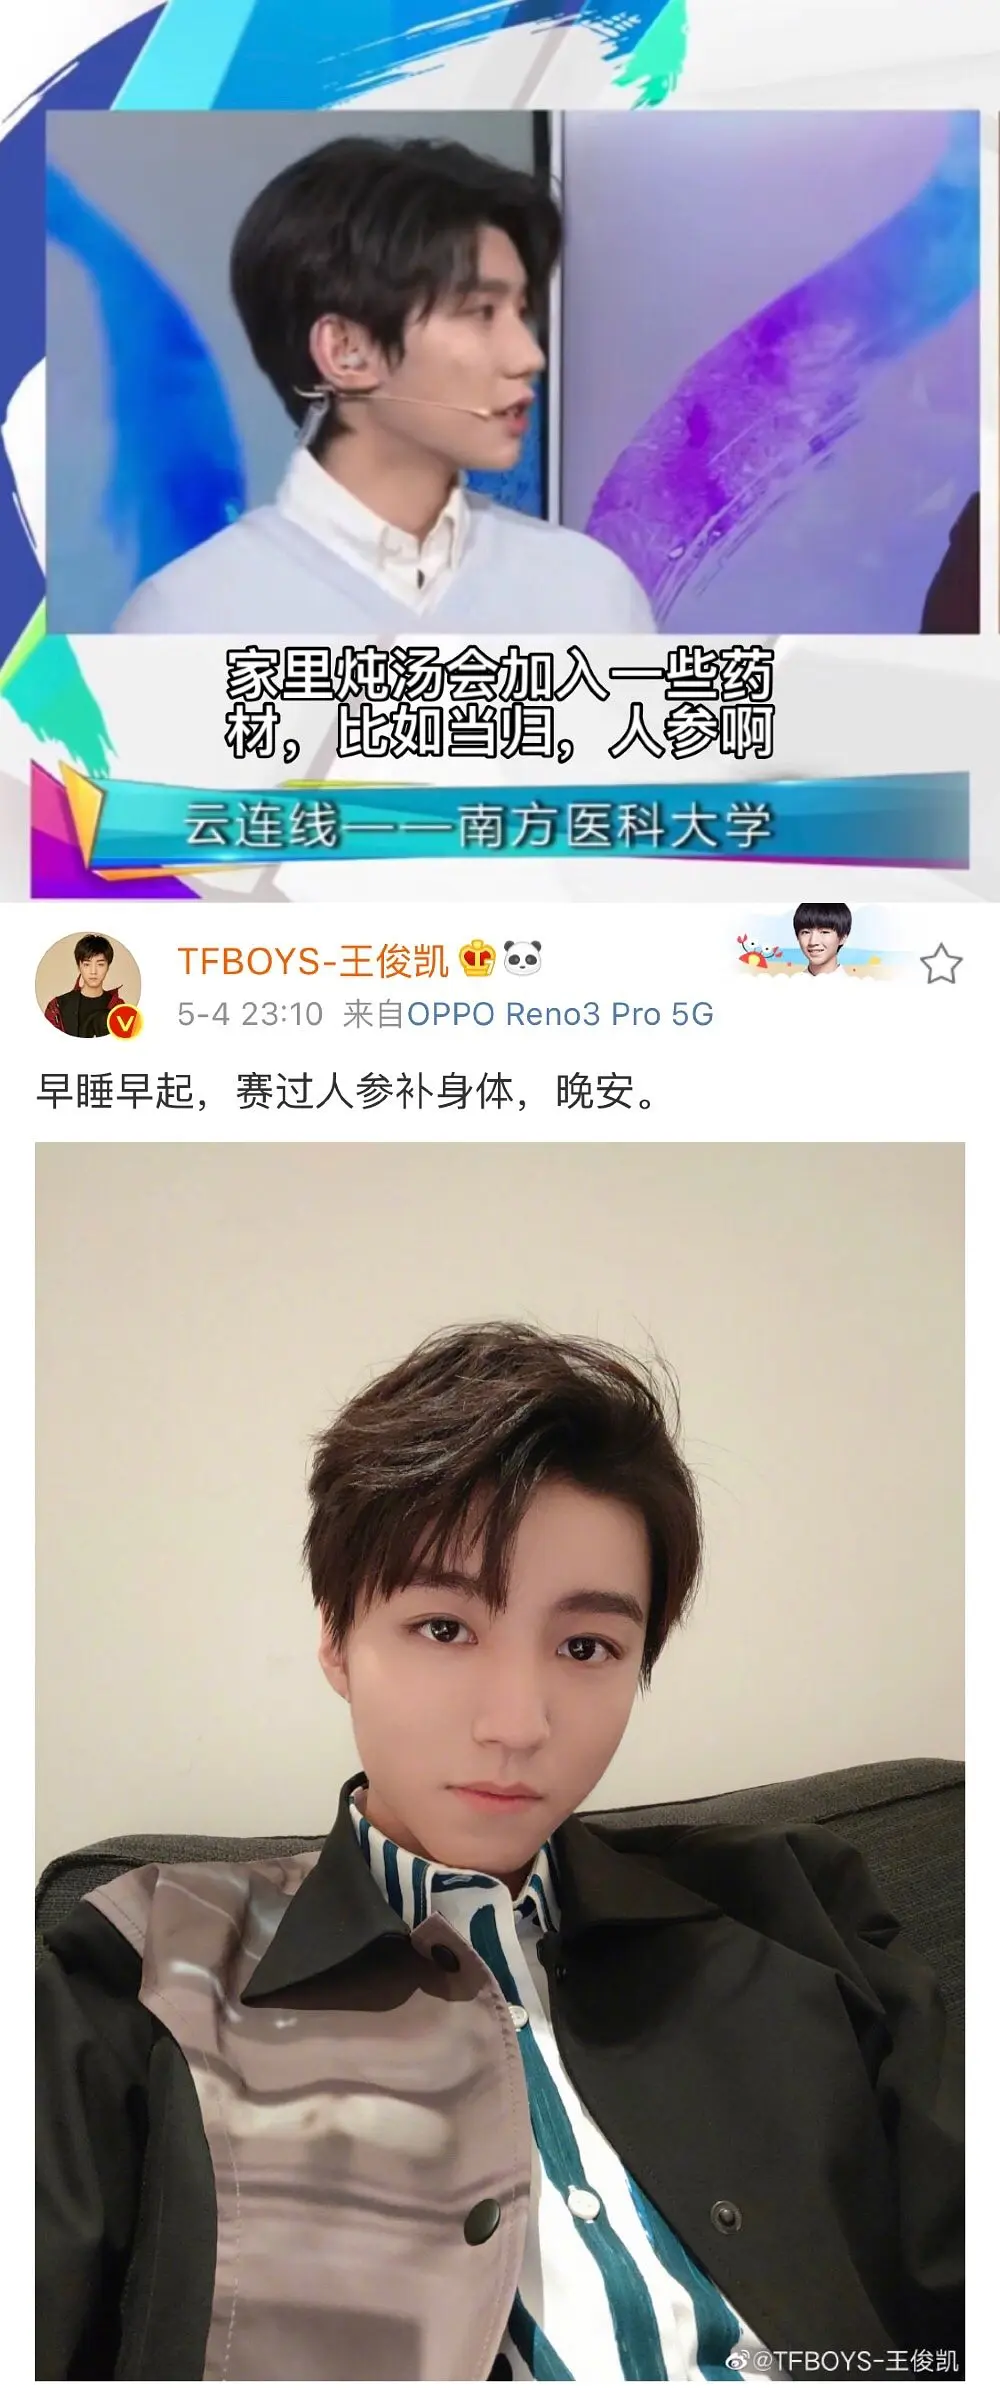 家里炖汤会加入一些药
材，比如当归，人参啊
云连线——南方医科大学
TFBOYS-王俊凯
5-4 23:10 来自OPPO Reno3 Pro 5G
早睡早起，赛过人参补身体，晚安。
@TFBOYS-王俊凯